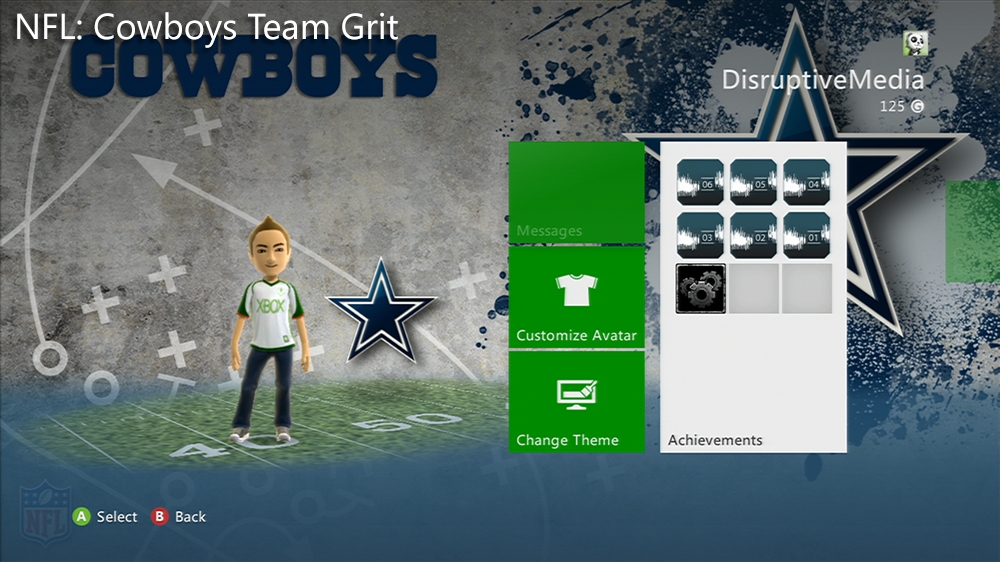 NFL: Cowboys Team Grit
COWBOYS
DisruptiveMedia
125 G
Messages
06 05 04
03 02 01
XBOX
Customize Avatar
Change Theme
Achievements
40 50
NFL
A Select B Back